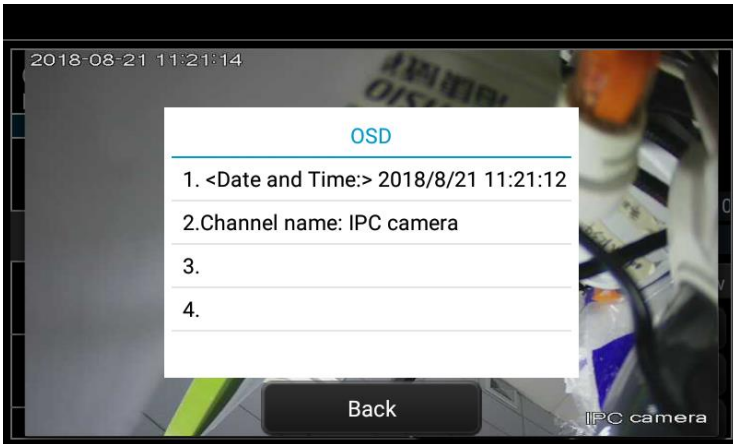 2018-08-21 11:21:14
OSD
1. <Date and Time:> 2018/8/21 11:21:12
2.Channel name: IPC camera
3.
4.
Back
IPC camera